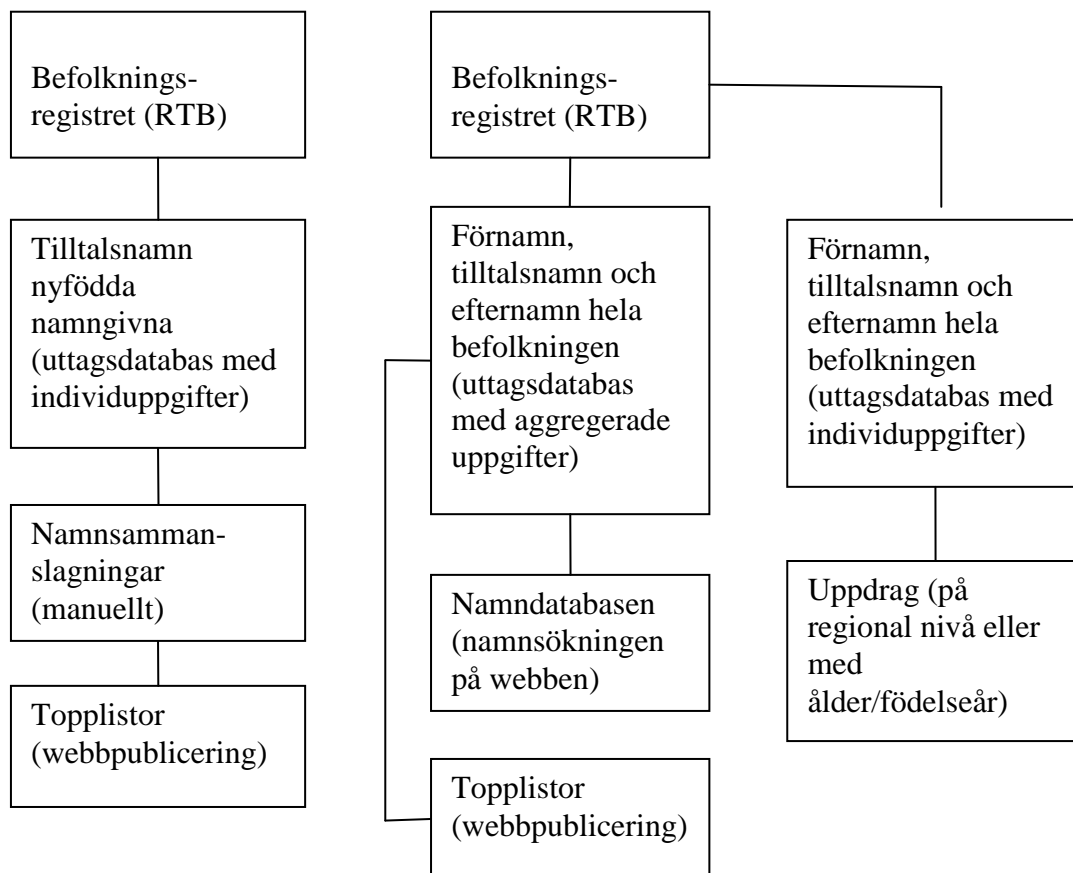 Befolknings-
registret (RTB)
Tilltalsnamn
nyfödda
namngivna
(uttagsdatabas med
individuppgifter)
Namnsamman-
slagningar
(manuellt)
Topplistor
(webbpublicering)
Befolknings-
registret (RTB)
Förnamn,
tilltalsnamn och
efternamn hela
befolkningen
(uttagsdatabas
med aggregerade
uppgifter)
Namndatabasen
(namnsökningen
på webben)
Topplistor
(webbpublicering)
Förnamn,
tilltalsnamn och
efternamn hela
befolkningen
(uttagsdatabas med
individuppgifter)
Uppdrag (på
regional nivå eller
med
ålder/födelseår)